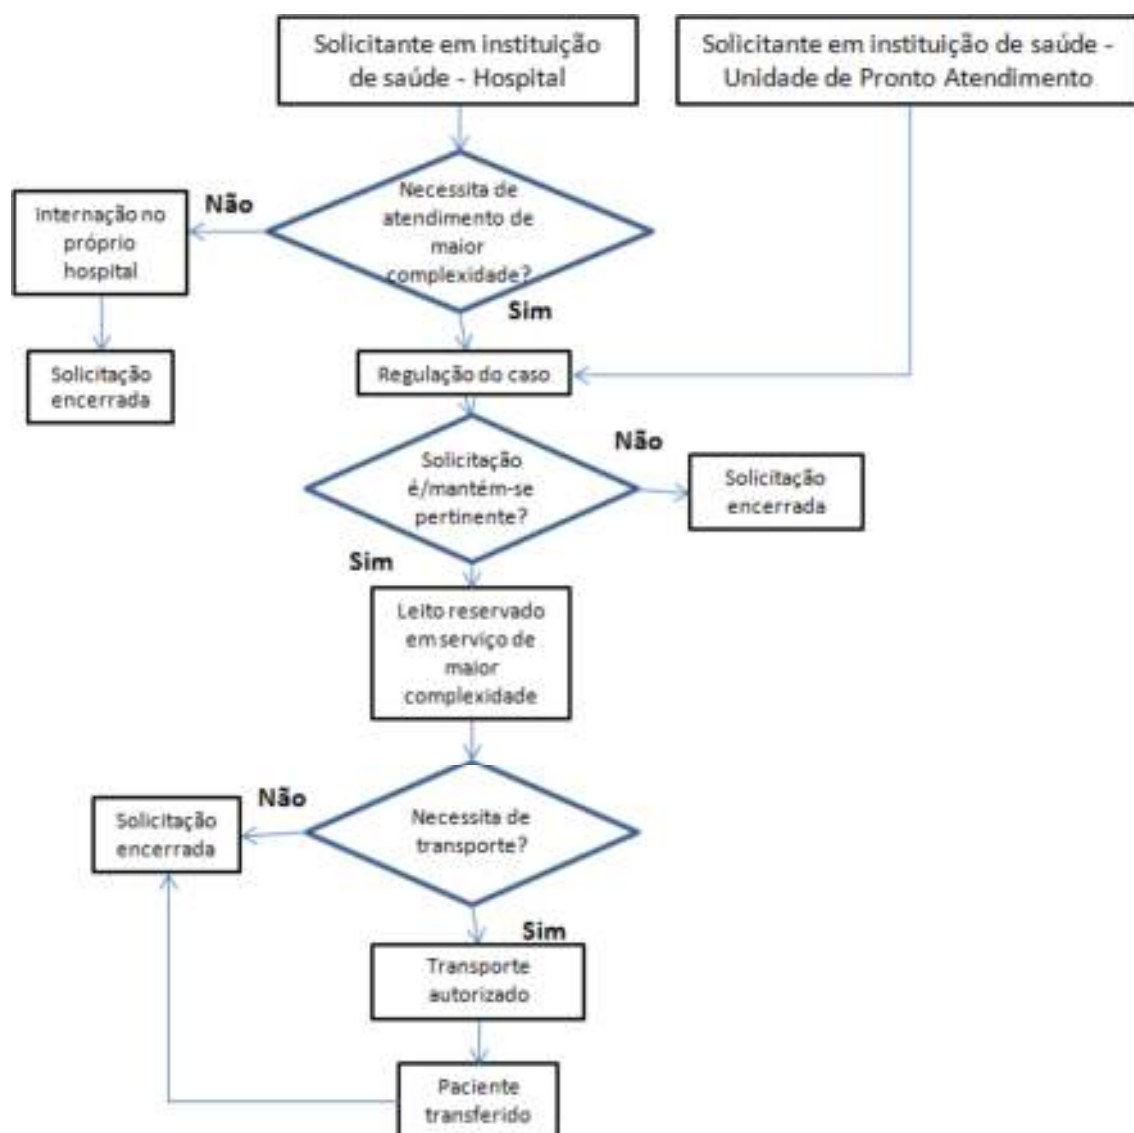 Solicitante em instituição
de saúde - Hospital
Solicitante em instituição de saúde -
Unidade de Pronto Atendimento
Necessita de
atendimento de
maior
complexidade?
Não
Internação no
próprio
hospital
Solicitação
encerrada
Sim
Regulação do caso
Solicitação
é/mantém-se
pertinente?
Não
Solicitação
encerrada
Sim
Leito reservado
em serviço de
maior
complexidade
Necessita de
transporte?
Não
Solicitação
encerrada
Sim
Transporte
autorizado
Paciente
transferido